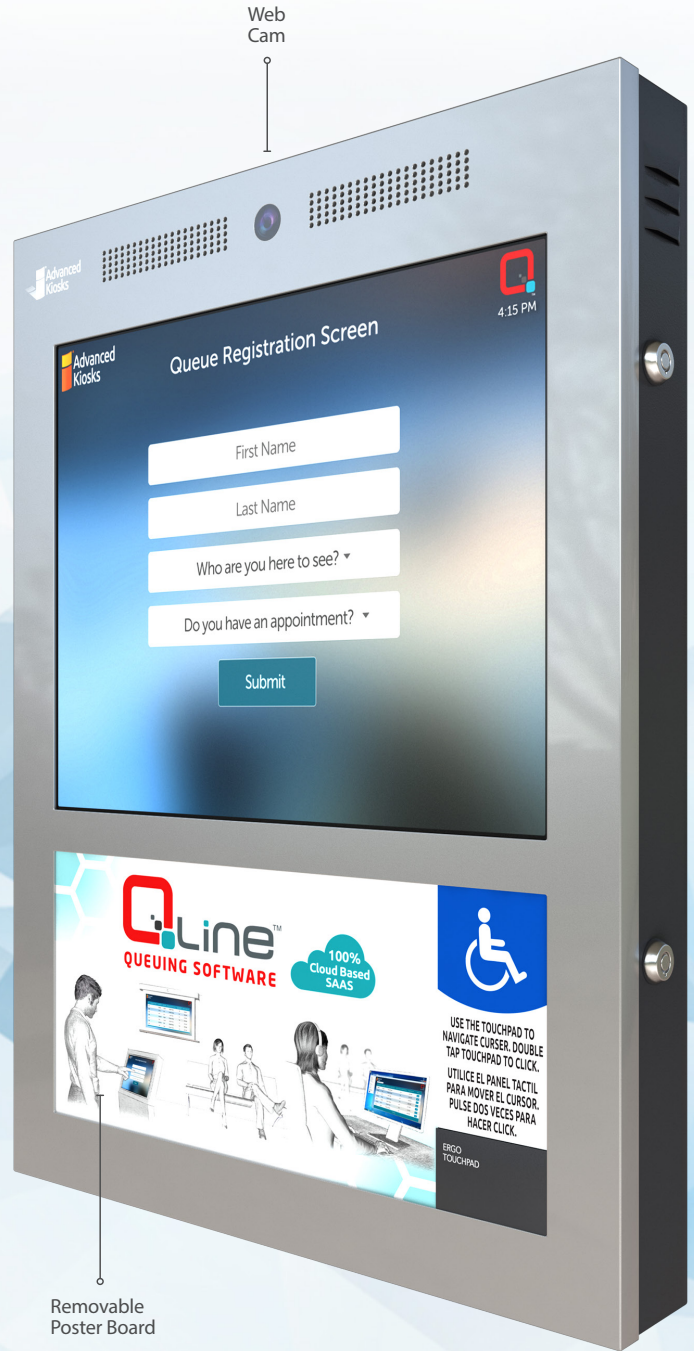 Web
Cam
Advanced
Kiosks
Advanced
Kiosks
Queue Registration Screen
4:15 PM
First Name
Last Name
Who are you here to see?
Do you have an appointment?
Submit
QLine™
QUEUING SOFTWARE
100%
Cloud Based
SAAS
USE THE TOUCHPAD TO
NAVIGATE CURSER. DOUBLE
TAP TOUCHPAD TO CLICK.
UTILICE EL PANEL TACTIL
PARA MOVER EL CURSOR.
PULSE DOS VECES PARA
HACER CLICK.
ERGO
TOUCHPAD
Removable
Poster Board